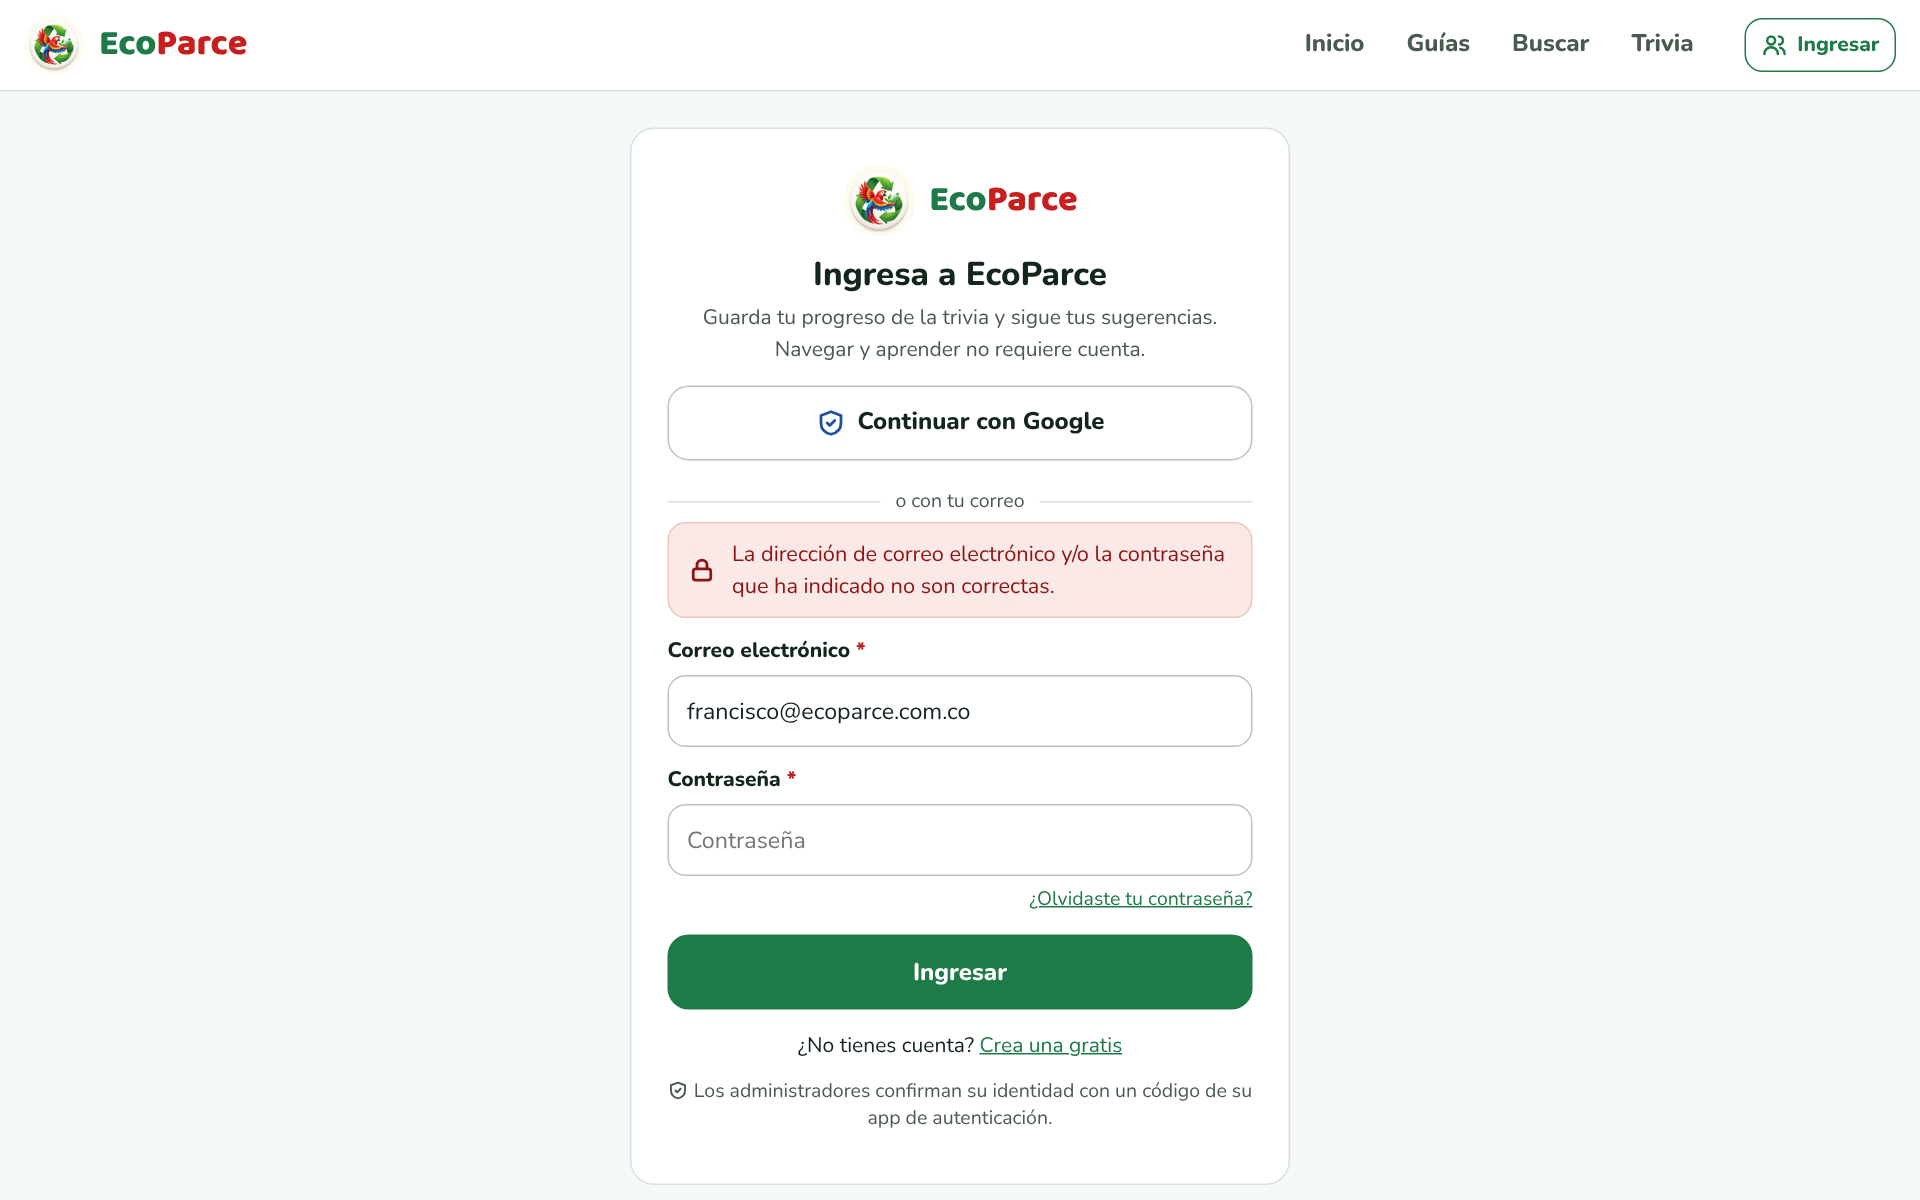 EcoParce
Inicio
Guías
Buscar
Trivia
Ingresar
EcoParce
Ingresa a EcoParce
Guarda tu progreso de la trivia y sigue tus sugerencias.
Navegar y aprender no requiere cuenta.
Continuar con Google
o con tu correo
La dirección de correo electrónico y/o la contraseña
que ha indicado no son correctas.
Correo electrónico *
francisco@ecoparce.com.co
Contraseña *
Contraseña
¿Olvidaste tu contraseña?
Ingresar
¿No tienes cuenta? Crea una gratis
Los administradores confirman su identidad con un código de su
app de autenticación.